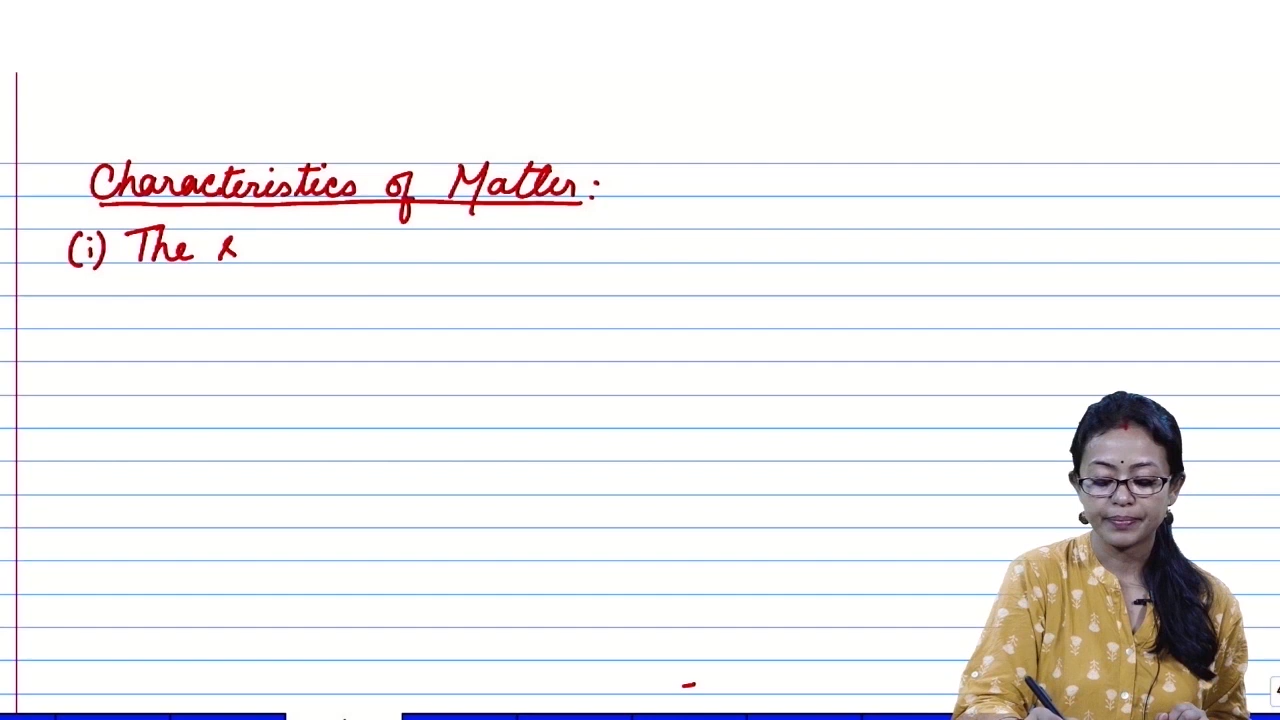 Characteristics of Matter:
(i) The